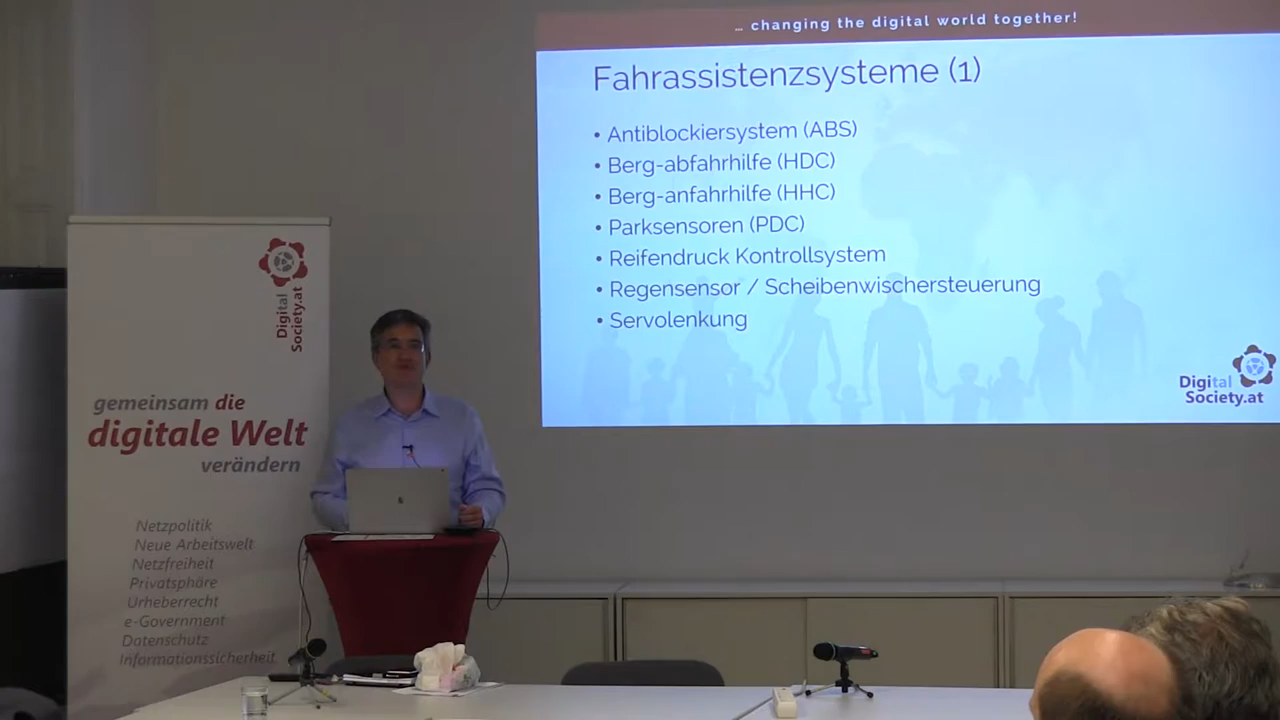 … changing the digital world together!
Fahrassistenzsysteme (1)
• Antiblockiersystem (ABS)
• Berg-abfahrhilfe (HDC)
• Berg-anfahrhilfe (HHC)
• Parksensoren (PDC)
• Reifendruck Kontrollsystem
• Regensensor / Scheibenwischersteuerung
• Servolenkung
Digital
Society.at
Digital
Society.at
gemeinsam die
digitale Welt
verändern
Netzpolitik
Neue Arbeitswelt
Netzfreiheit
Privatsphäre
Urheberrecht
e-Government
Datenschutz
Informationssicherheit